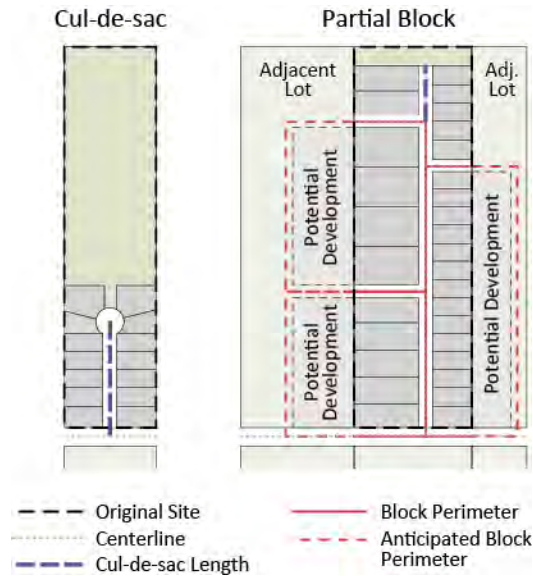 Cul-de-sac
Partial Block
Adjacent
Lot
Adj.
Lot
Potential
Development
Potential
Development
Potential Development
Original Site
Centerline
Cul-de-sac Length
Block Perimeter
Anticipated Block
Perimeter